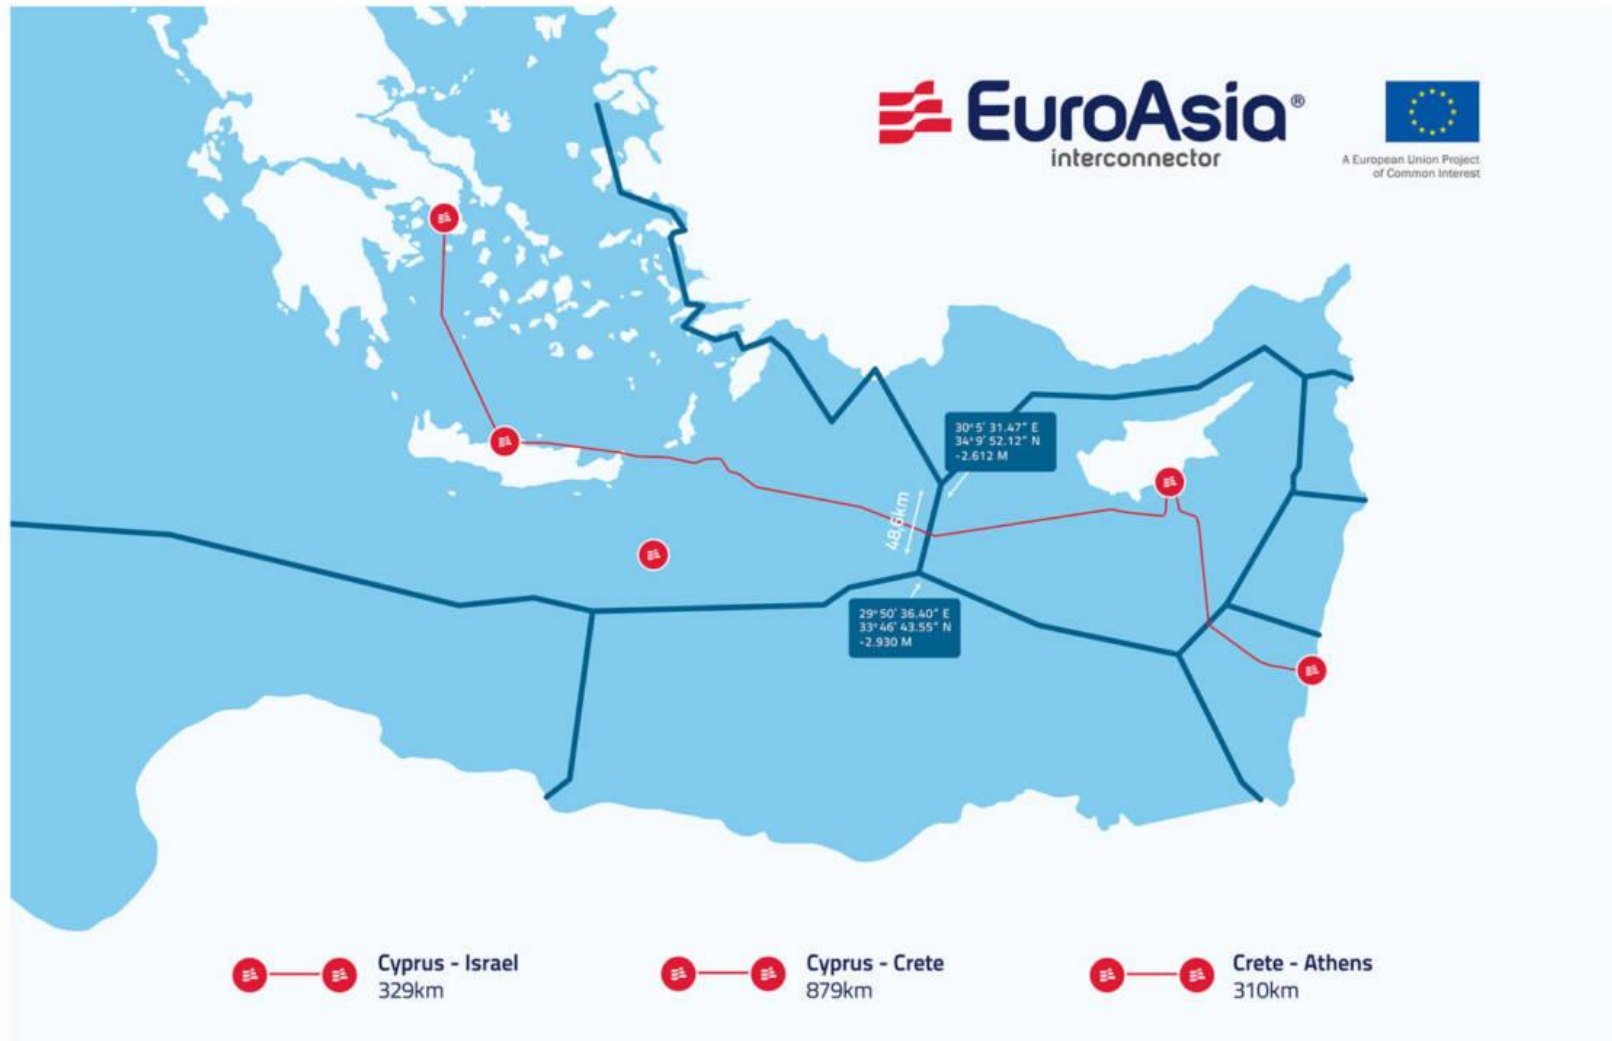 EuroAsia®
interconnector
A European Union Project
of Common Interest
30° 5' 31.47" E
34° 9' 52.12" N
-2.612 M
48,6km
29° 50' 36.40" E
33° 46' 43.55" N
-2.930 M
Cyprus - Israel
329km
Cyprus - Crete
879km
Crete - Athens
310km